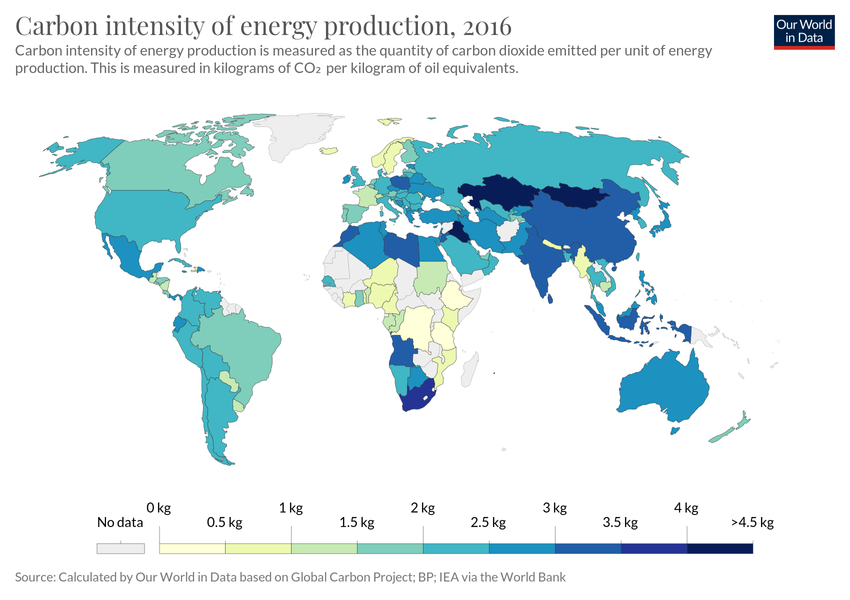 Carbon intensity of energy production, 2016
Our World
in Data
Carbon intensity of energy production is measured as the quantity of carbon dioxide emitted per unit of energy
production. This is measured in kilograms of CO₂ per kilogram of oil equivalents.
0 kg 1 kg 2 kg 3 kg 4 kg
No data 0.5 kg 1.5 kg 2.5 kg 3.5 kg >4.5 kg
Source: Calculated by Our World in Data based on Global Carbon Project; BP; IEA via the World Bank